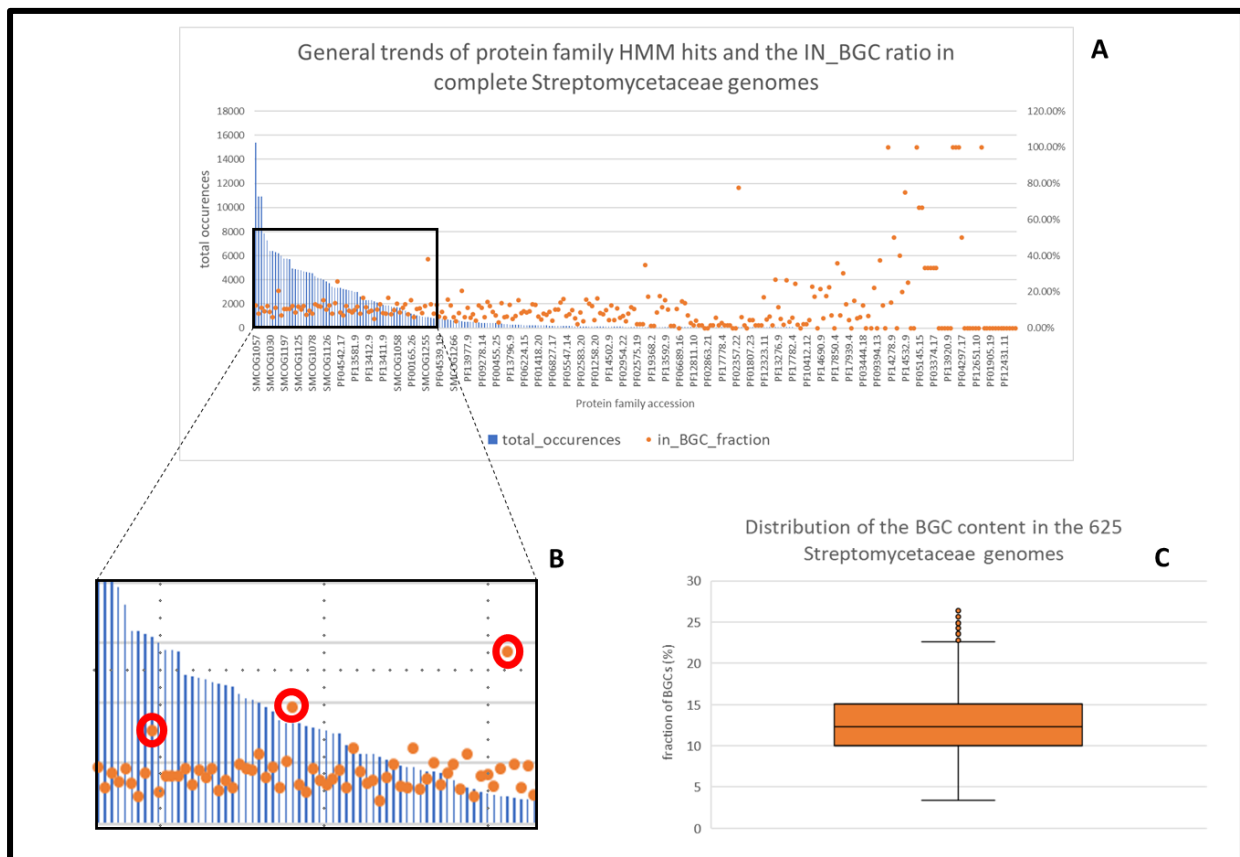 General trends of protein family HMM hits and the IN_BGC ratio in
complete Streptomycetaceae genomes
A
18000
16000
14000
12000
10000
8000
6000
4000
2000
0
total occurences
120.00%
100.00%
80.00%
60.00%
40.00%
20.00%
0.00%
SMCOG1057
SMCOG1030
SMCOG1197
SMCOG1125
SMCOG1078
SMCOG1126
PF04542.17
PF13581.9
PF13412.9
PF13411.9
SMCOG1058
PF00165.26
SMCOG1255
PF04539.19
SMCOG1266
PF13977.9
PF09278.14
PF00455.25
PF13796.9
PF06224.15
PF01418.20
PF06827.17
PF05547.14
PF02583.20
PF01258.20
PF14502.9
PF02954.22
PF02575.19
PF19368.2
PF13592.9
PF06689.16
PF12811.10
PF02863.21
PF17778.4
PF02357.22
PF01807.23
PF12323.11
PF13276.9
PF17782.4
PF10412.12
PF14690.9
PF17850.4
PF17939.4
PF03444.18
PF09394.13
PF14278.9
PF14532.9
PF05145.15
PF03374.17
PF13920.9
PF04297.17
PF12651.10
PF01905.19
PF12431.11
Protein family accession
total_occurences
in_BGC_fraction
B
Distribution of the BGC content in the 625
Streptomycetaceae genomes
C
30
25
20
15
10
5
0
fraction of BGCs (%)